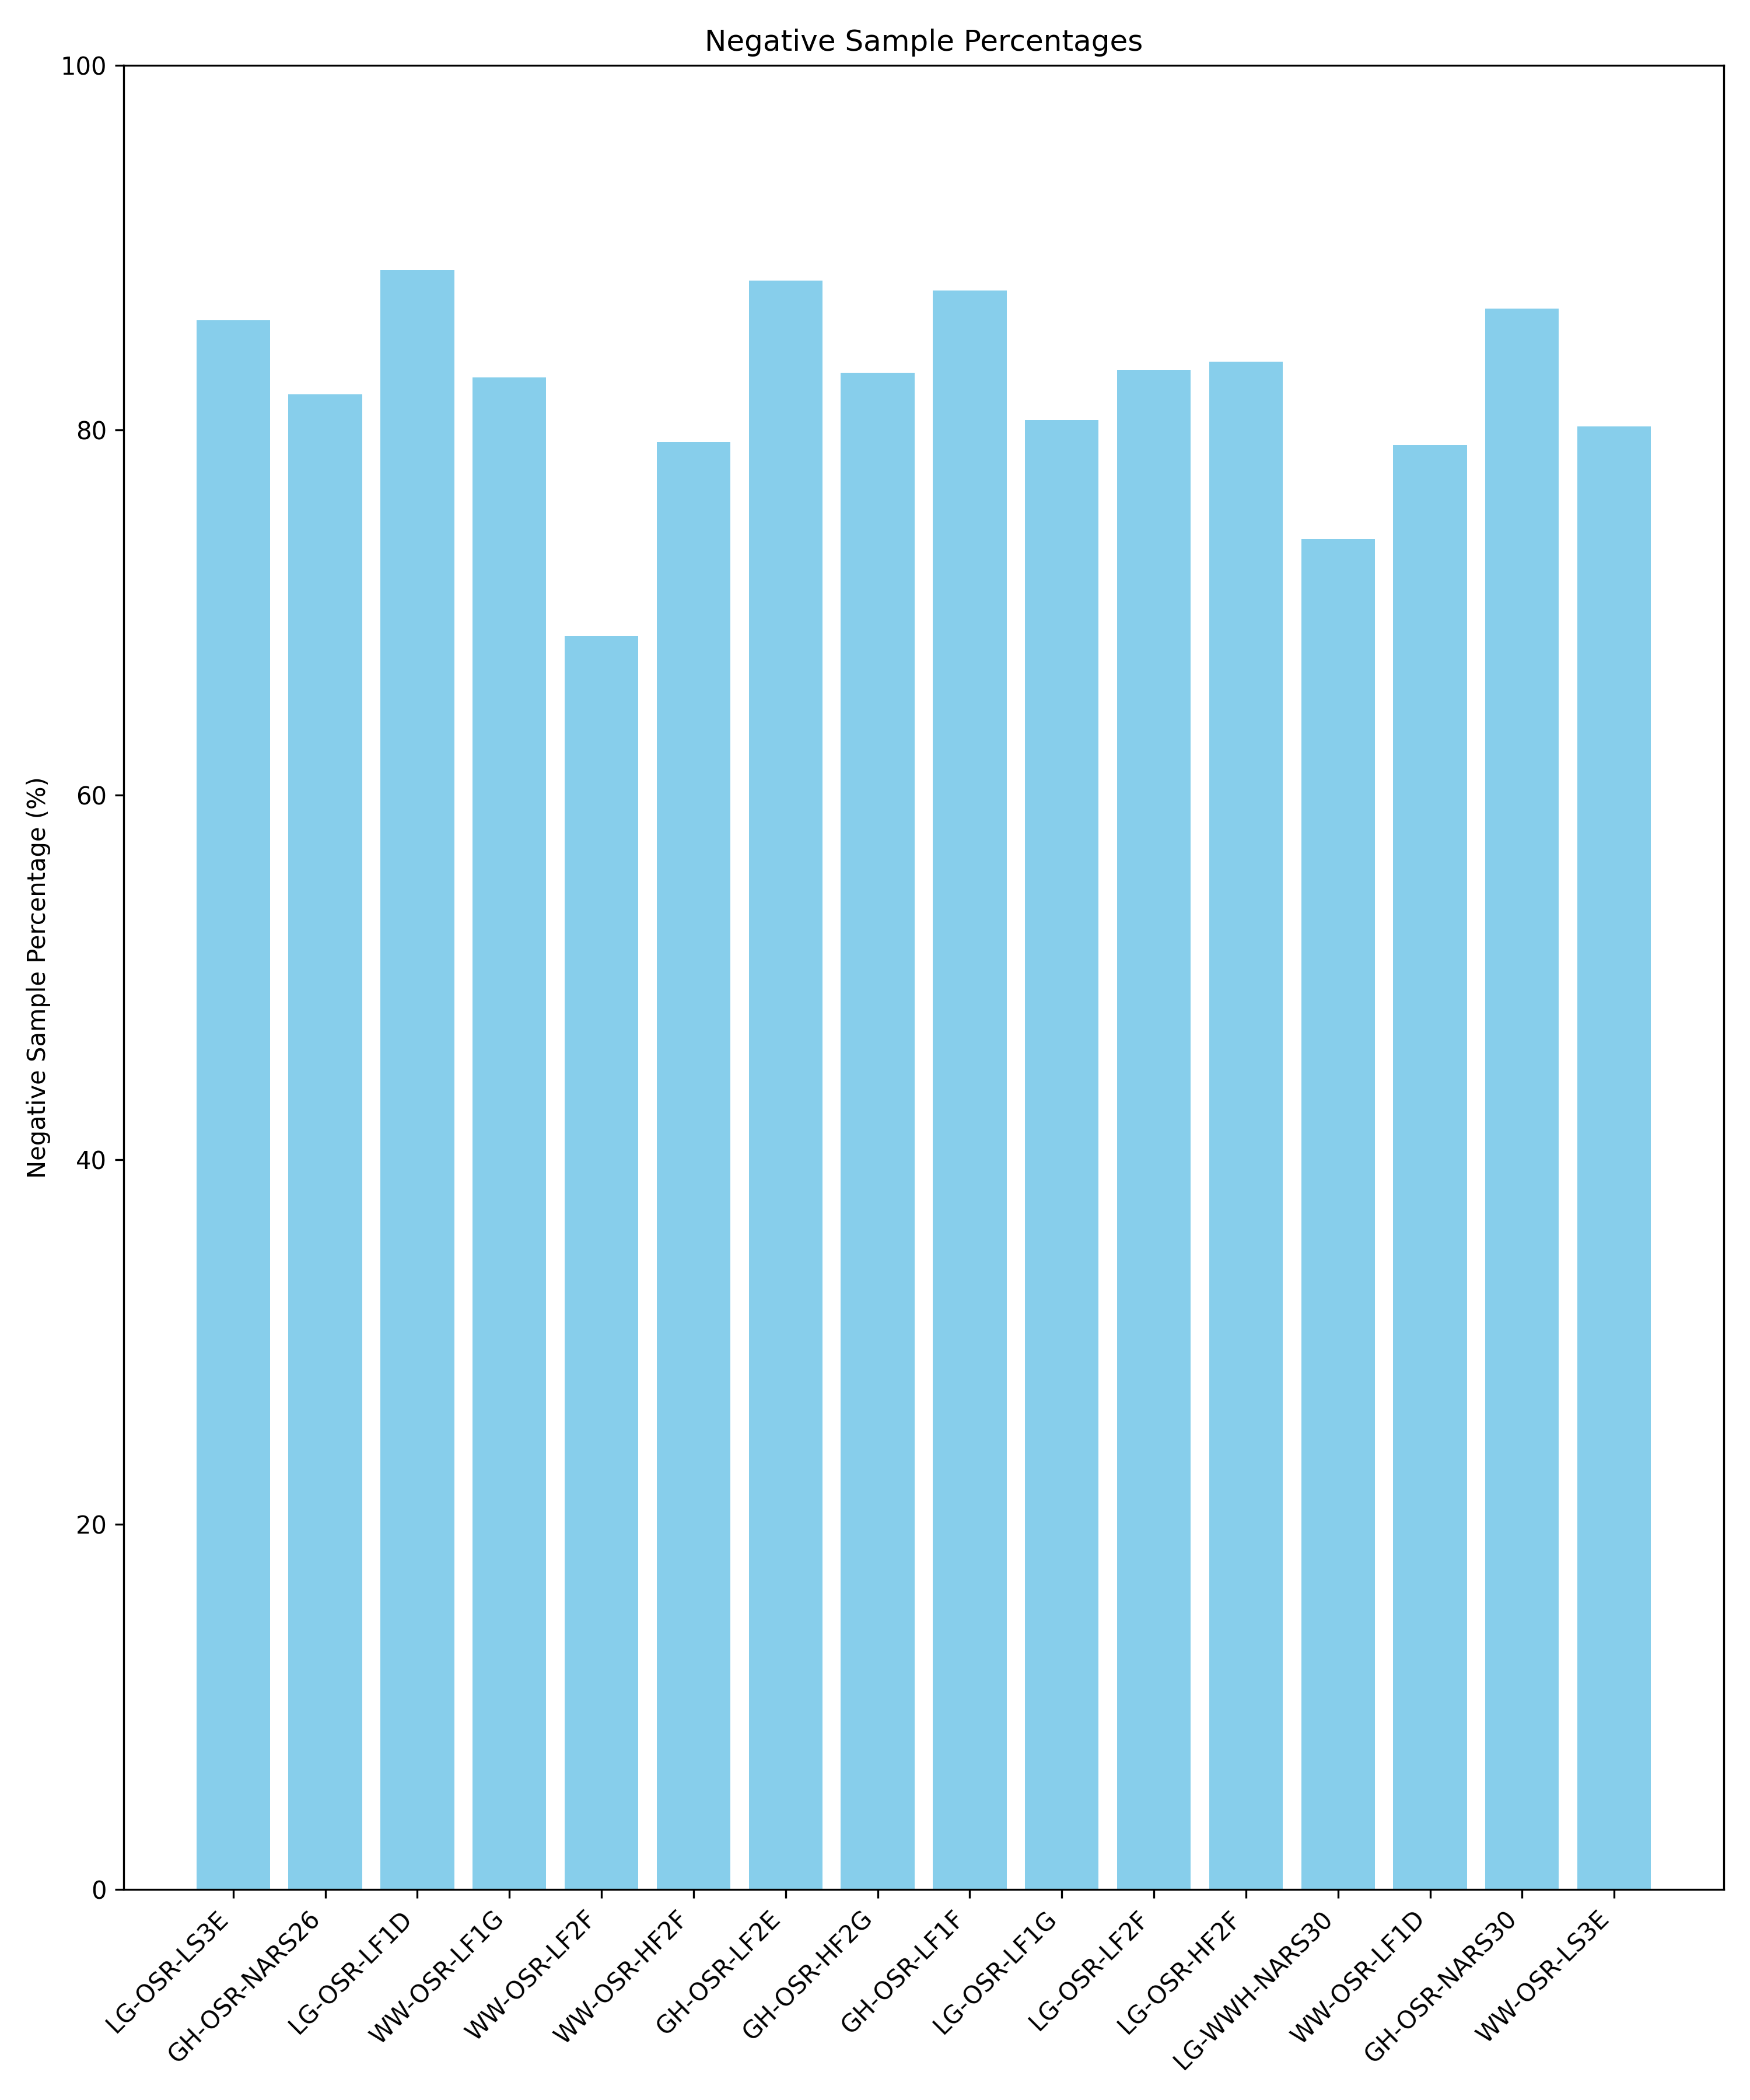 Negative Sample Percentages
Negative Sample Percentage (%)
100
80
60
40
20
0
LG-OSR-LS3E
GH-OSR-NARS26
LG-OSR-LF1D
WW-OSR-LF1G
WW-OSR-LF2F
WW-OSR-HF2F
GH-OSR-LF2E
GH-OSR-HF2G
GH-OSR-LF1F
LG-OSR-LF1G
LG-OSR-LF2F
LG-OSR-HF2F
LG-WWH-NARS30
WW-OSR-LF1D
GH-OSR-NARS30
WW-OSR-LS3E